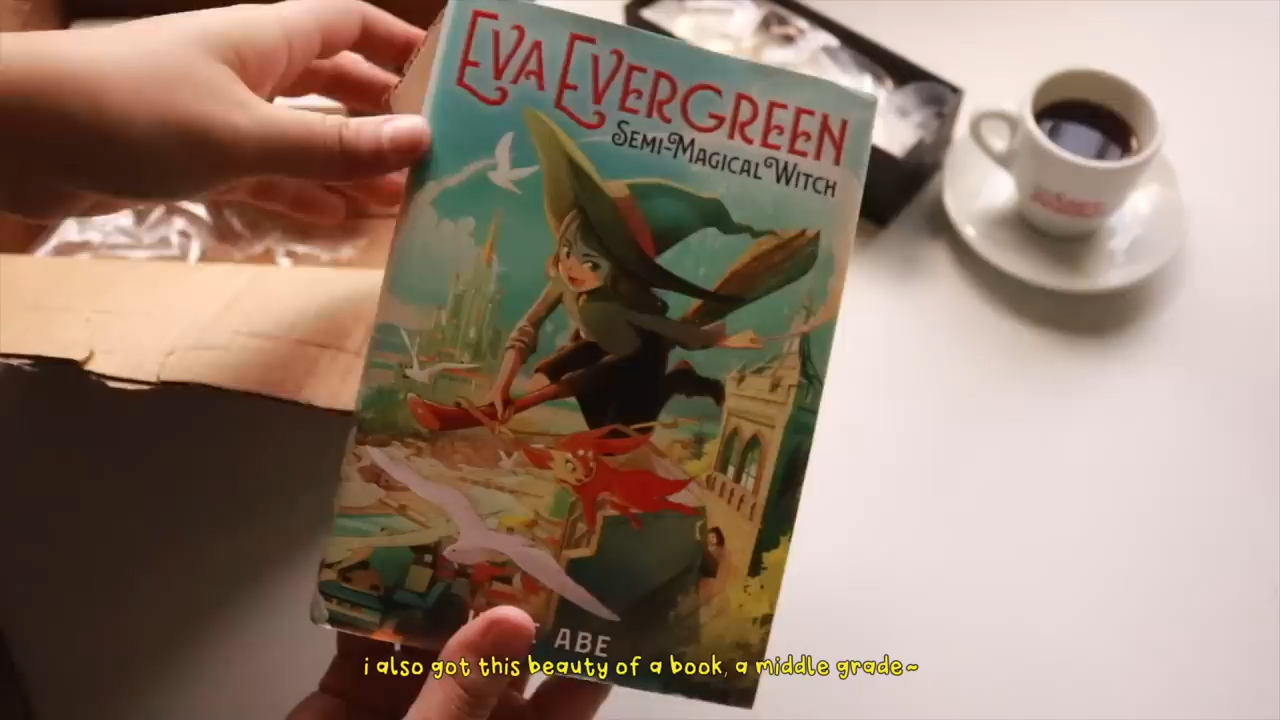 EVA EVERGREEN
SEMI-MAGICAL WITCH
ABE
i also got this beauty of a book, a middle grade~